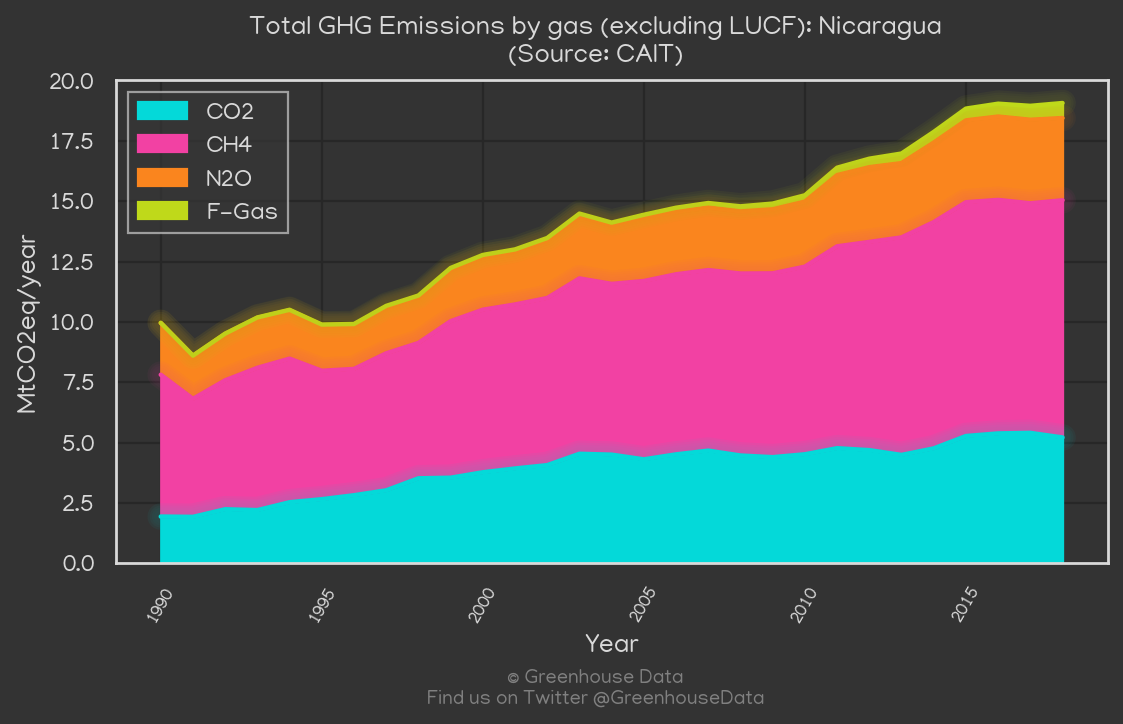 Total GHG Emissions by gas (excluding LUCF): Nicaragua
(Source: CAIT)
20.0
17.5
15.0
12.5
10.0
7.5
5.0
2.5
0.0
MtCO2eq/year
CO2
CH4
N2O
F-Gas
1990
1995
2000
2005
2010
2015
Year
© Greenhouse Data
Find us on Twitter @GreenhouseData